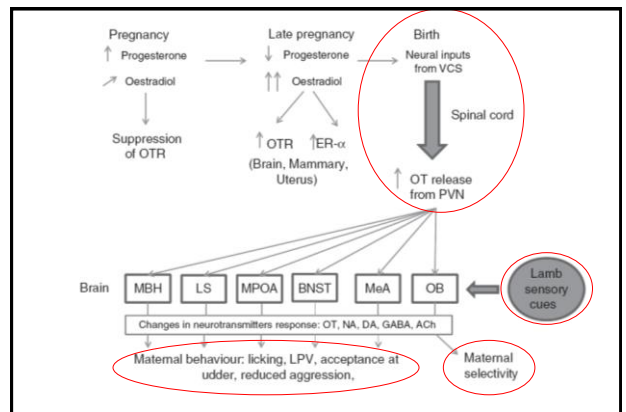 Pregnancy
↑ Progesterone
↗ Oestradiol
Suppression
of OTR
Late pregnancy
↓ Progesterone
↑↑ Oestradiol
↑OTR ↑ER-α
(Brain, Mammary,
Uterus)
Birth
Neural inputs
from VCS
Spinal cord
↑ OT release
from PVN
Brain MBH LS MPOA BNST MeA OB
Lamb
sensory
cues
Changes in neurotransmitters response: OT, NA, DA, GABA, ACh
Maternal behaviour: licking, LPV, acceptance at
udder, reduced aggression,
Maternal
selectivity